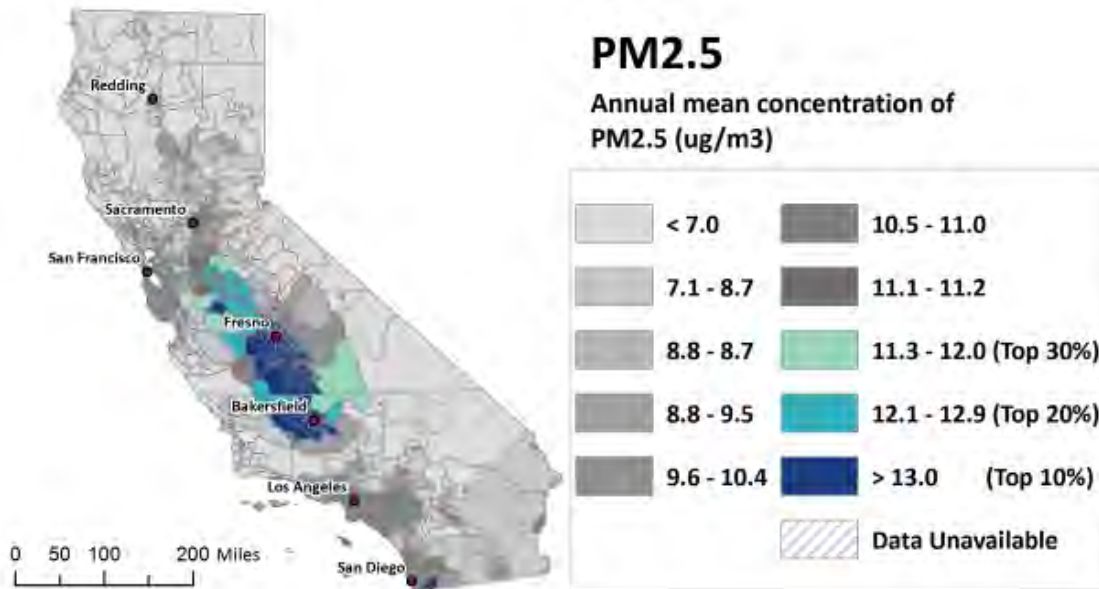 PM2.5
Annual mean concentration of
PM2.5 (ug/m3)
Redding
Sacramento
San Francisco
Fresno
Bakersfield
Los Angeles
San Diego
0 50 100 200 Miles
< 7.0
7.1 - 8.7
8.8 - 8.7
8.8 - 9.5
9.6 - 10.4
10.5 - 11.0
11.1 - 11.2
11.3 - 12.0 (Top 30%)
12.1 - 12.9 (Top 20%)
> 13.0 (Top 10%)
Data Unavailable